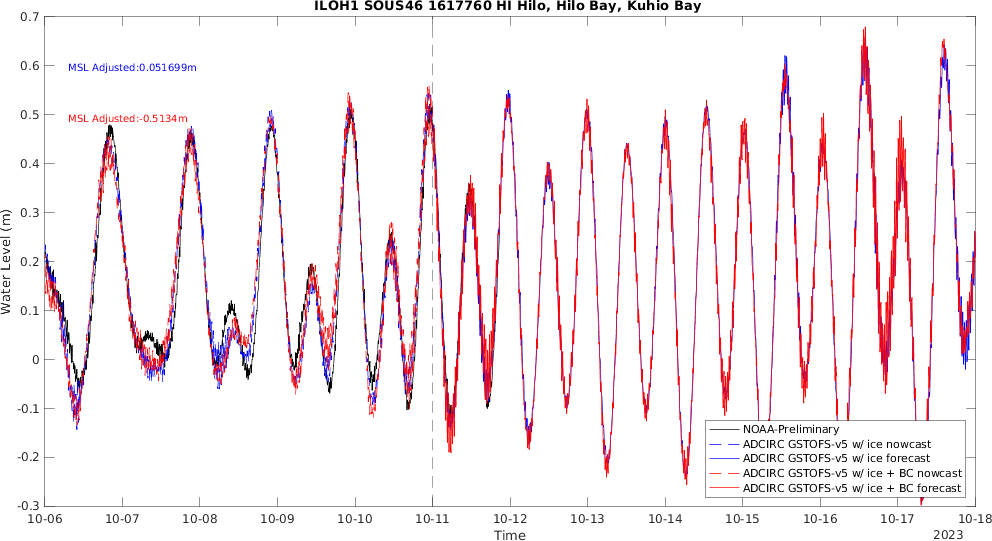 ILOH1 SOUS46 1617760 HI Hilo, Hilo Bay, Kuhio Bay
0.7
0.6
0.5
0.4
0.3
0.2
0.1
0
-0.1
-0.2
-0.3
Water Level (m)
MSL Adjusted:0.051699m
MSL Adjusted:-0.5134m
NOAA-Preliminary
ADCIRC GSTOFS-v5 w/ ice nowcast
ADCIRC GSTOFS-v5 w/ ice forecast
ADCIRC GSTOFS-v5 w/ ice + BC nowcast
ADCIRC GSTOFS-v5 w/ ice + BC forecast
10-06 10-07 10-08 10-09 10-10 10-11 10-12 10-13 10-14 10-15 10-16 10-17 10-18
Time
2023